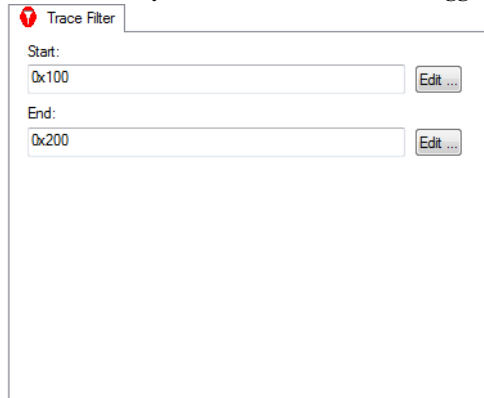 Trace Filter
Start:
0x100
Edit ...
End:
0x200
Edit ...